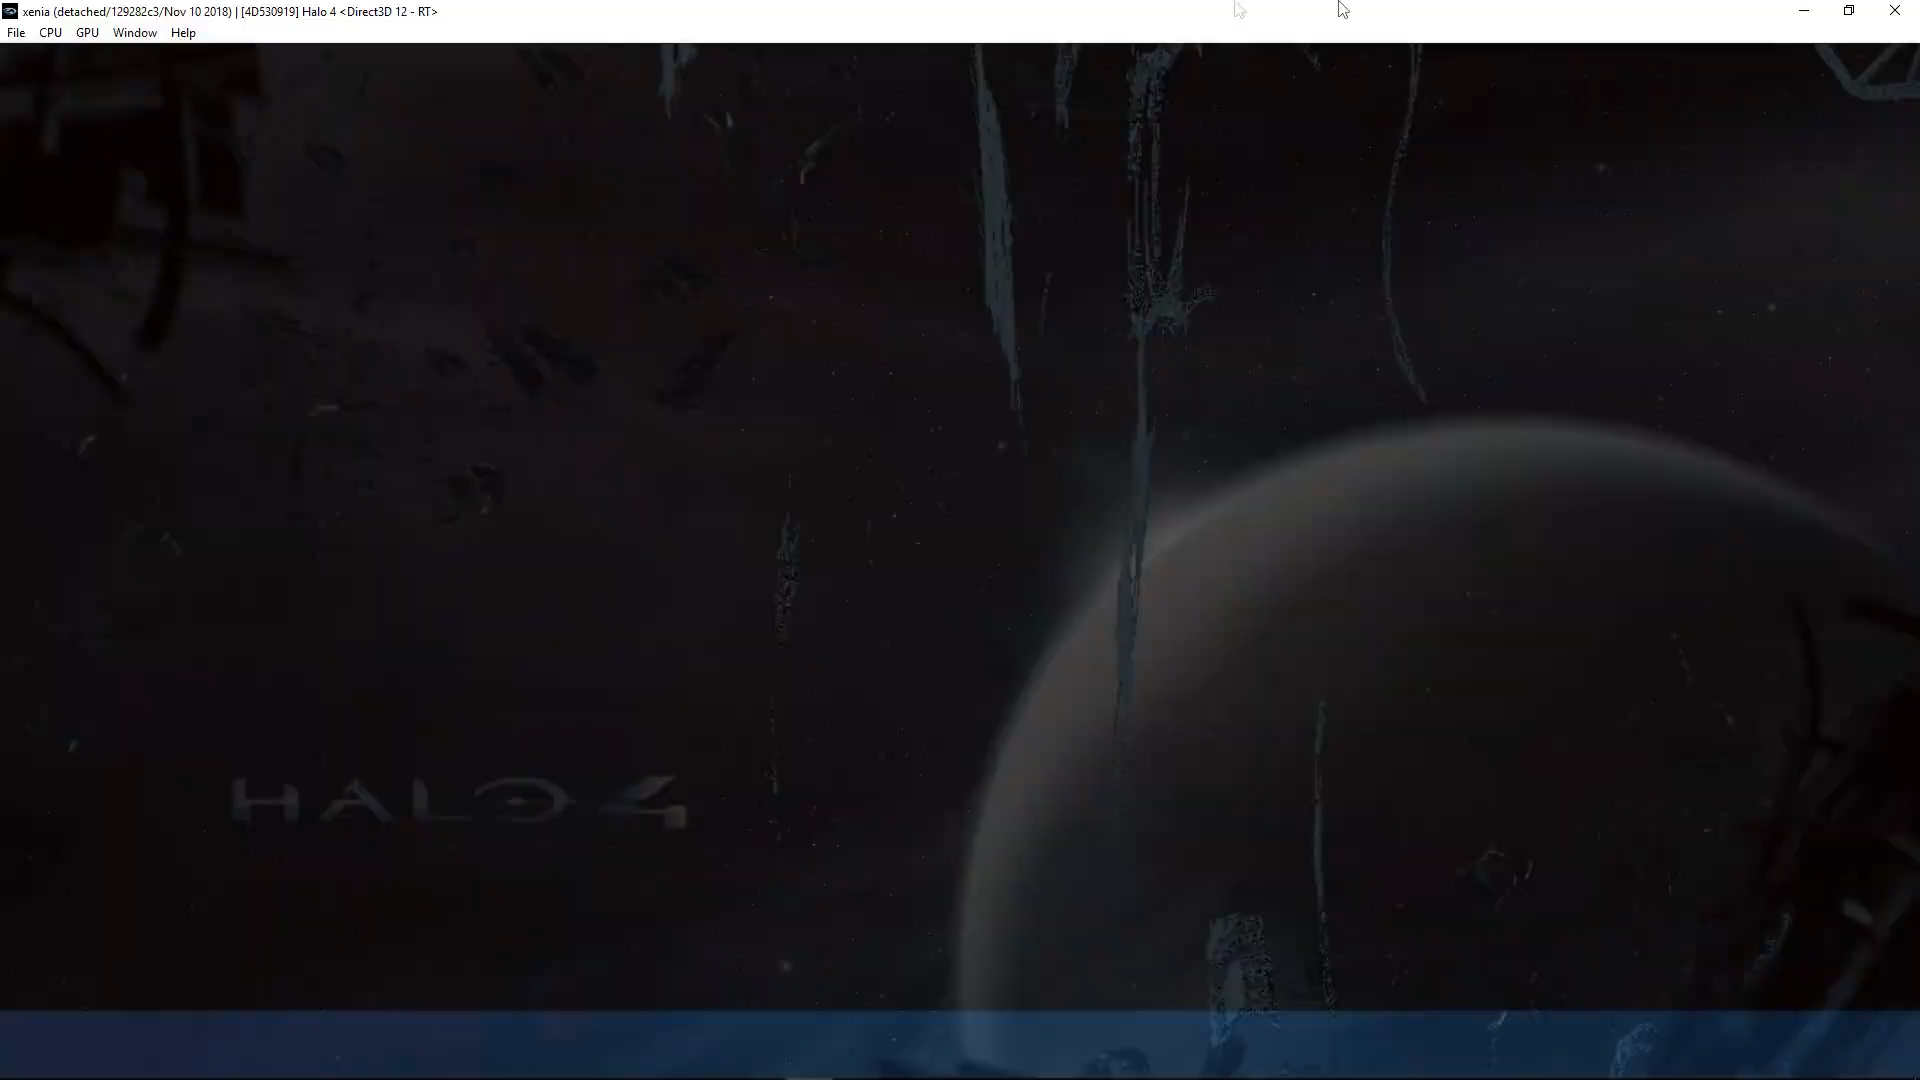 xenia (detached/129282c3/Nov 10 2018) | [4D530919] Halo 4 <Direct3D 12 - RT>
File CPU GPU Window Help
HALO 4